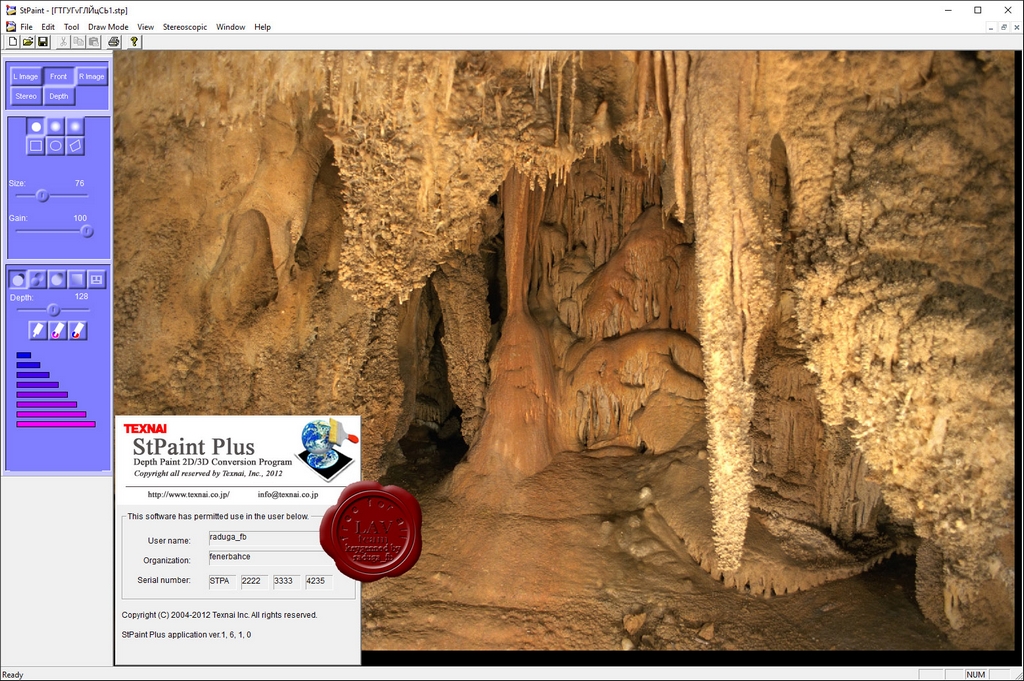 StPaint - [ГТГУГvГЛЙцСЬ1.stp]
File Edit Tool Draw Mode View Stereoscopic Window Help
L Image Front R Image
Stereo Depth
Size: 76
Gain: 100
Depth: 128
TEXNAI
StPaint Plus
Depth Paint 2D/3D Conversion Program
Copyright all reserved by Texnai, Inc., 2012
http://www.texnai.co.jp/ info@texnai.co.jp
This software has permitted use in the user below.
User name: raduga_fb
Organization: fenerbahce
Serial number: STPA 2222 3333 4235
LAV
team
keygenned by
raduga_fb
Copyright (C) 2004-2012 Texnai Inc. All rights reserved.
StPaint Plus application ver.1, 6, 1, 0
Ready NUM